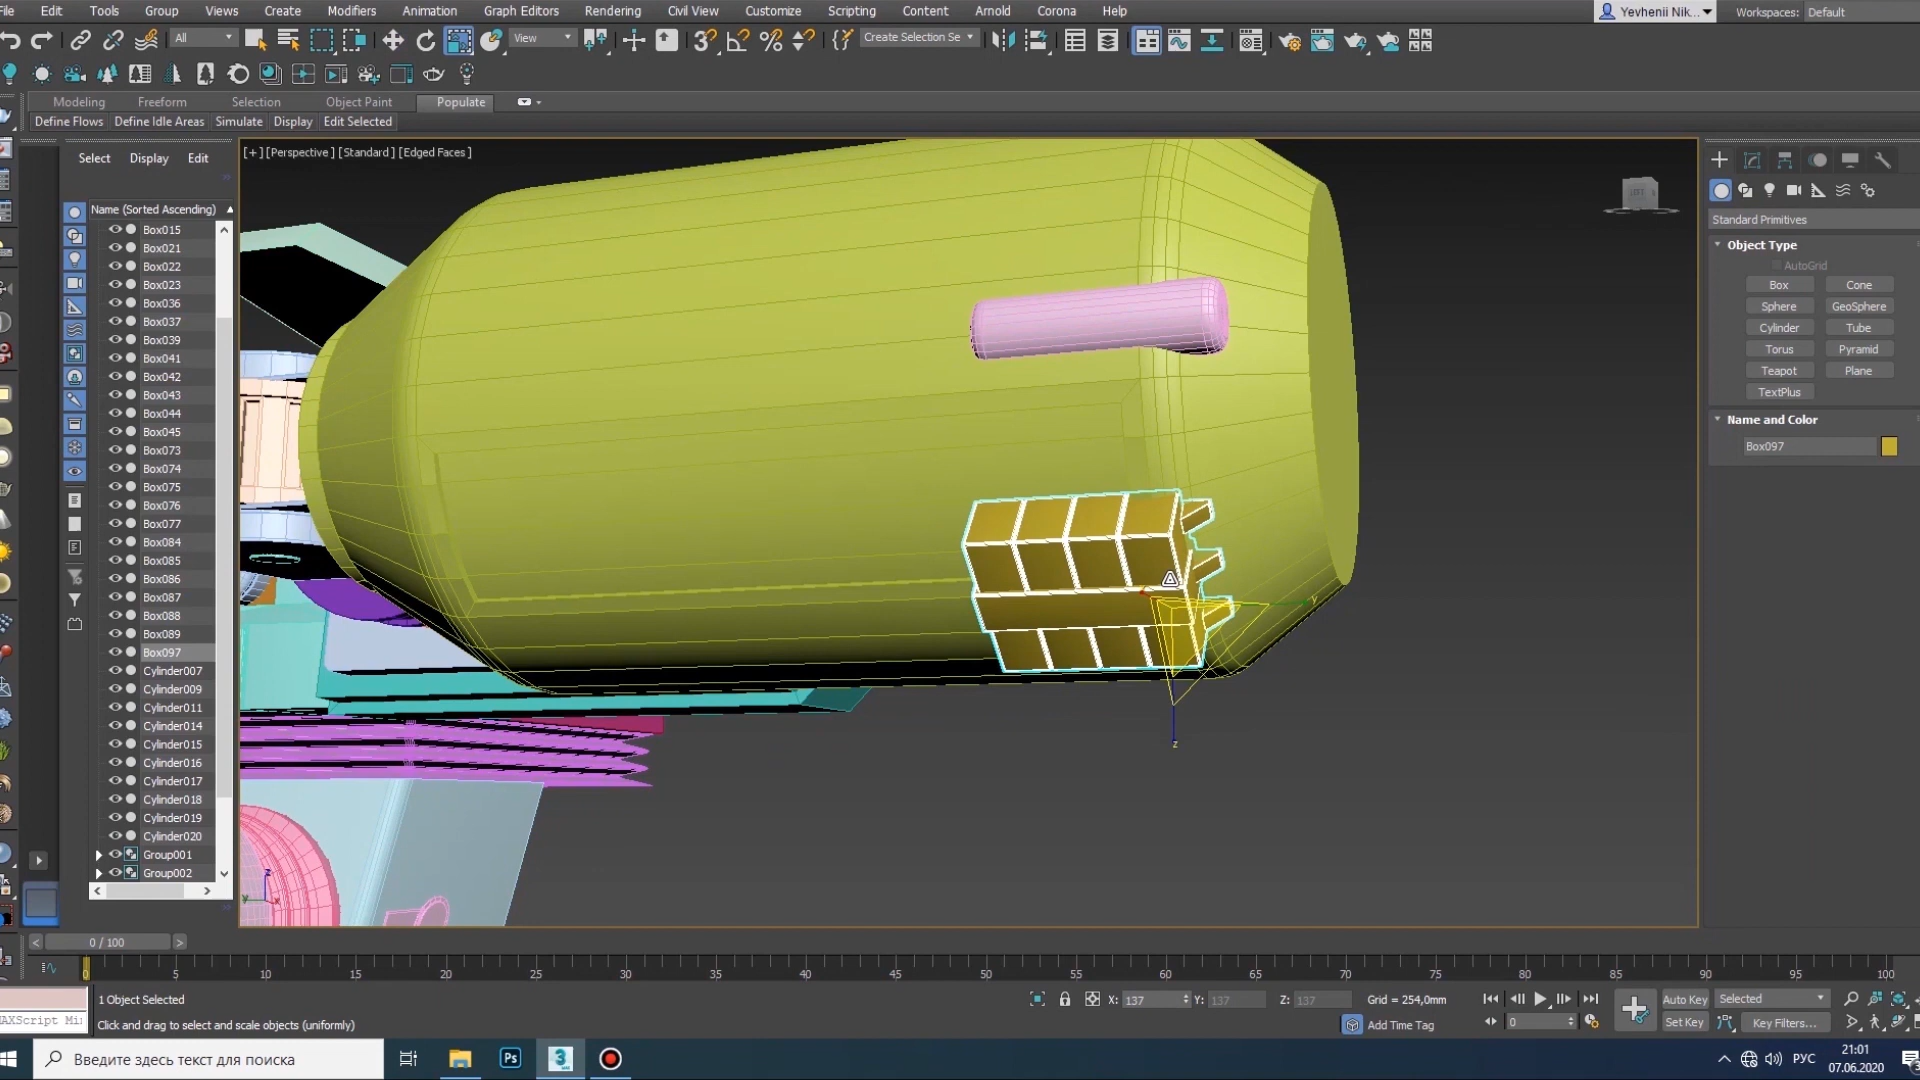 File Edit Tools Group Views Create Modifiers Animation Graph Editors Rendering Civil View Customize Scripting Content Arnold Corona Help
Yevhenii Nik...
Workspaces: Default
All
View
Create Selection Se
Modeling Freeform Selection Object Paint Populate
Define Flows Define Idle Areas Simulate Display Edit Selected
Select Display Edit
[+] [Perspective] [Standard] [Edged Faces]
Name (Sorted Ascending)
Box015
Box021
Box022
Box023
Box036
Box037
Box039
Box041
Box042
Box043
Box044
Box045
Box073
Box074
Box075
Box076
Box077
Box084
Box085
Box086
Box087
Box088
Box089
Box097
Cylinder007
Cylinder009
Cylinder011
Cylinder014
Cylinder015
Cylinder016
Cylinder017
Cylinder018
Cylinder019
Cylinder020
Group001
Group002
LEFT
y
z
z
y
x
Standard Primitives
Object Type
AutoGrid
Box Cone
Sphere GeoSphere
Cylinder Tube
Torus Pyramid
Teapot Plane
TextPlus
Name and Color
Box097
< 0 / 100 >
0 5 10 15 20 25 30 35 40 45 50 55 60 65 70 75 80 85 90 95 100
1 Object Selected
X: 137 Y: 137 Z: 137 Grid = 254,0mm
Auto Key Selected
MAXScript Mi
Click and drag to select and scale objects (uniformly)
Add Time Tag
0
Set Key Key Filters...
Введите здесь текст для поиска
Ps
3
РУС
21:01
07.06.2020